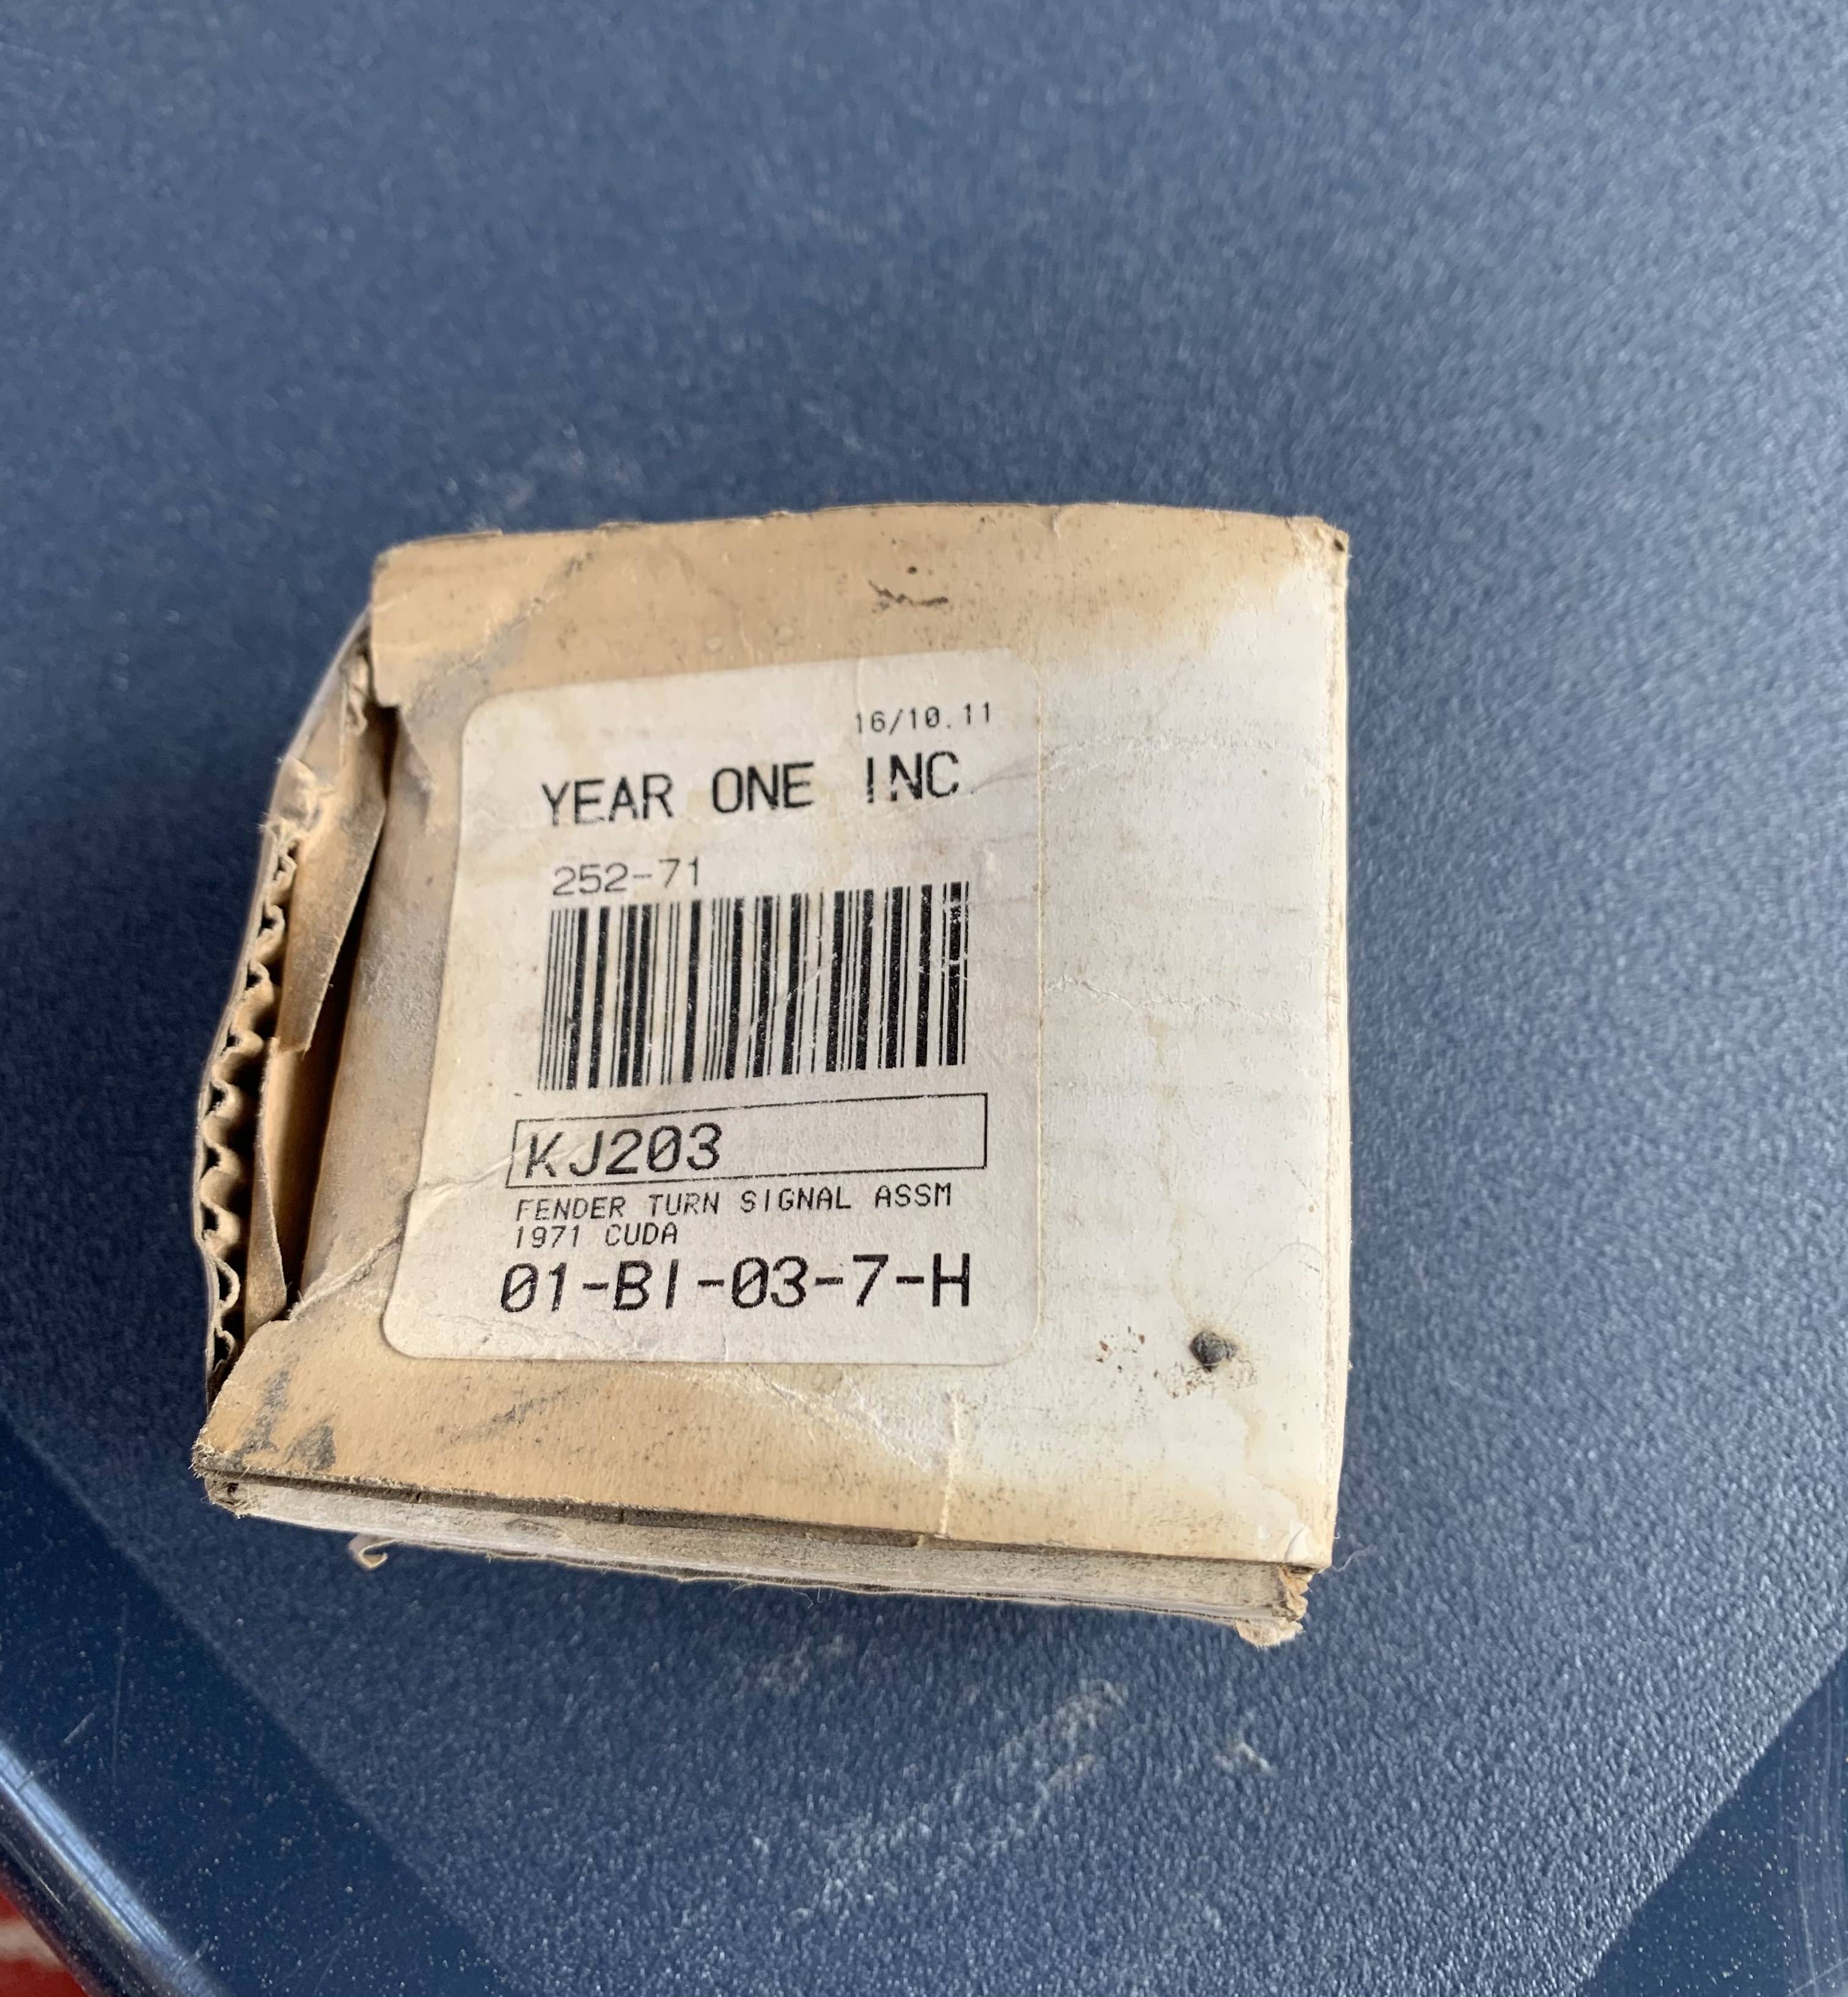 16/10.11
YEAR ONE INC
252-71
KJ203
FENDER TURN SIGNAL ASSM
1971 CUDA
01-BI-03-7-H